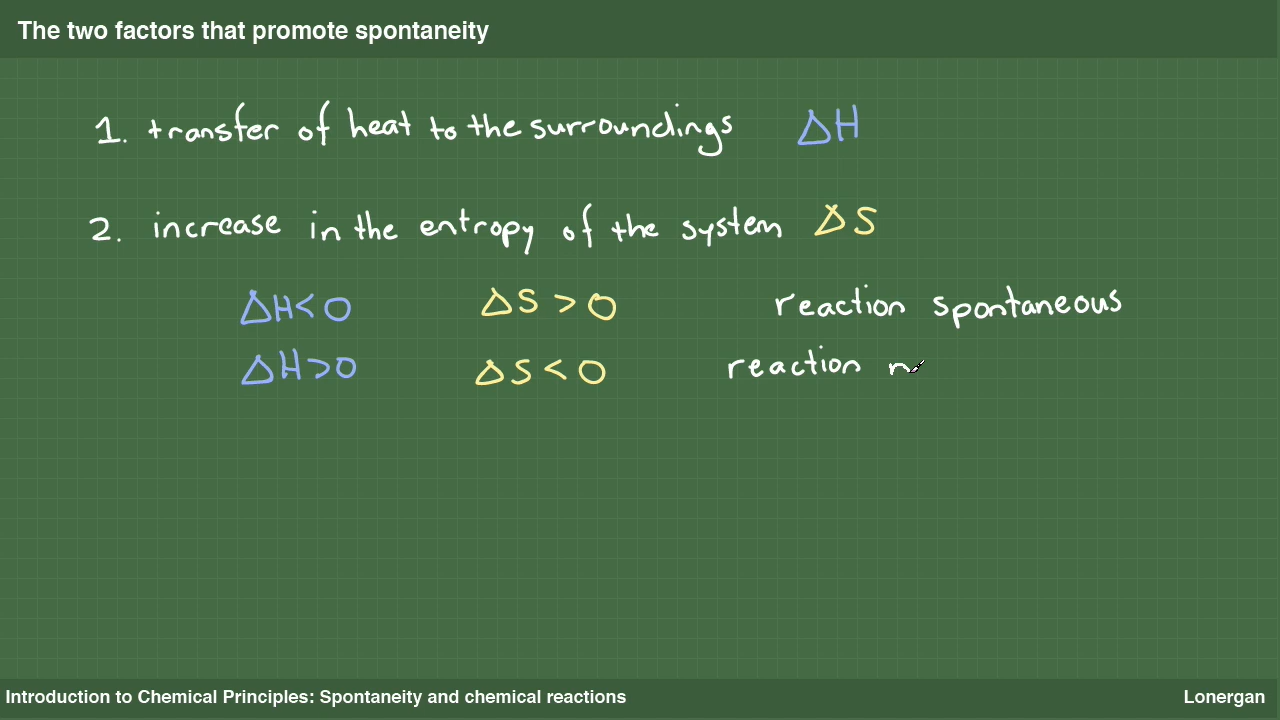 The two factors that promote spontaneity
1. transfer of heat to the surroundings ΔH
2. increase in the entropy of the system ΔS
ΔH<0 ΔS>0 reaction spontaneous
ΔH>0 ΔS<0 reaction n
Introduction to Chemical Principles: Spontaneity and chemical reactions Lonergan